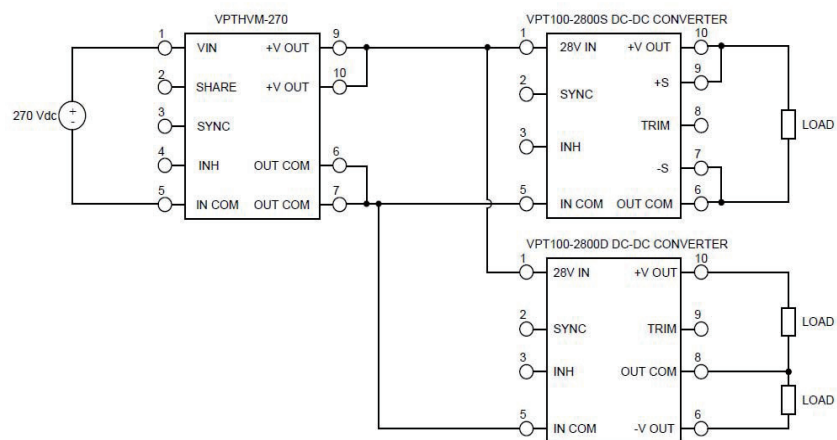 VPTHVM-270
1 VIN +V OUT 9
2 SHARE +V OUT 10
3 SYNC
4 INH OUT COM 6
5 IN COM OUT COM 7
270 Vdc
+
-
VPT100-2800S DC-DC CONVERTER
1 28V IN +V OUT 10
+S 9
2 SYNC
TRIM 8
3 INH
-S 7
5 IN COM OUT COM 6
LOAD
VPT100-2800D DC-DC CONVERTER
1 28V IN +V OUT 10
2 SYNC TRIM 9
3 INH OUT COM 8
5 IN COM -V OUT 6
LOAD
LOAD